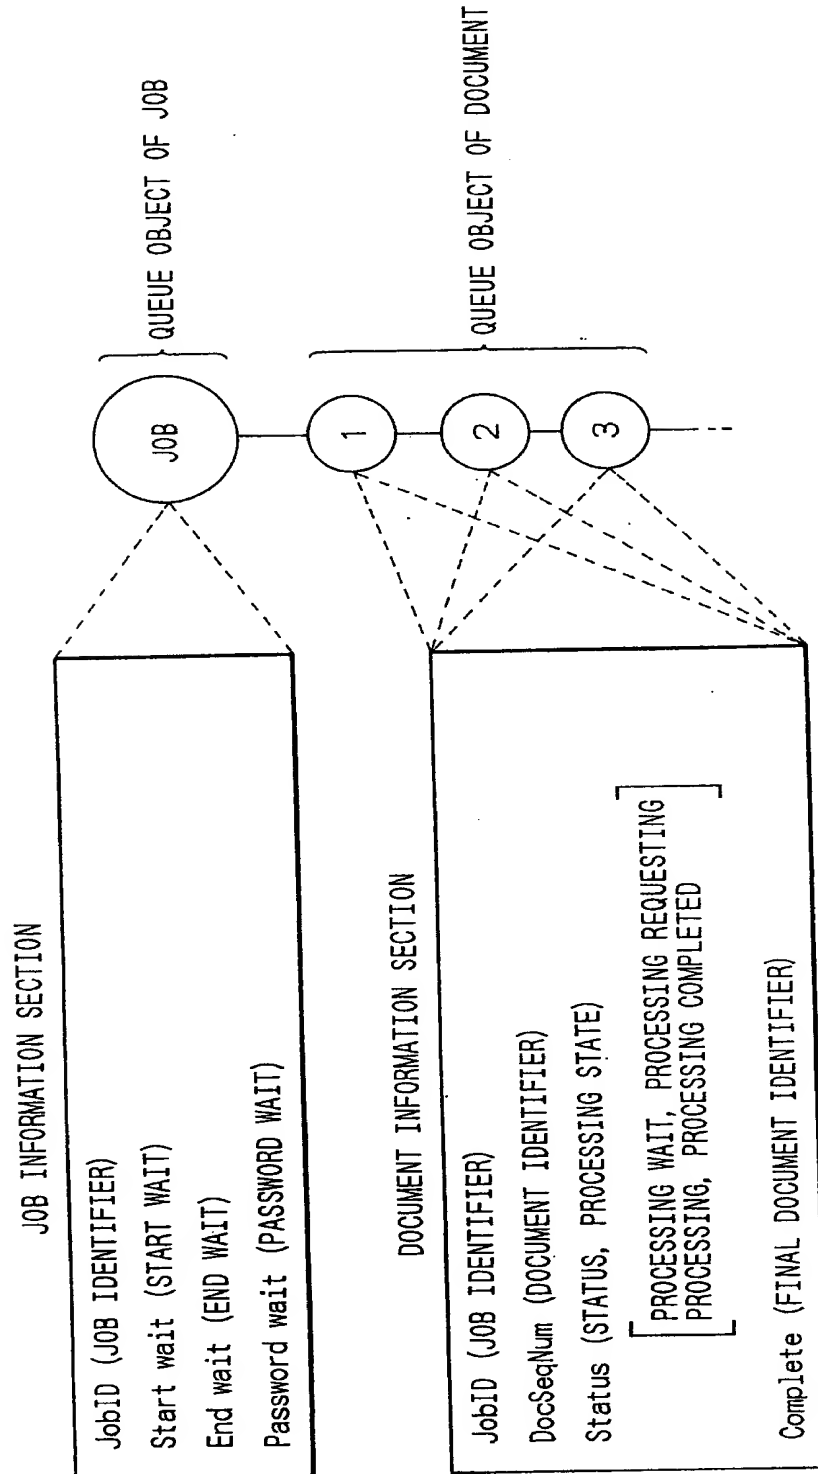 JOB INFORMATION SECTION
JobID (JOB IDENTIFIER)
Start wait (START WAIT)
End wait (END WAIT)
Password wait (PASSWORD WAIT)
JOB
QUEUE OBJECT OF JOB
DOCUMENT INFORMATION SECTION
JobID (JOB IDENTIFIER)
DocSeqNum (DOCUMENT IDENTIFIER)
Status (STATUS, PROCESSING STATE)
[PROCESSING WAIT, PROCESSING REQUESTING
PROCESSING, PROCESSING COMPLETED]
Complete (FINAL DOCUMENT IDENTIFIER)
1
2
3
QUEUE OBJECT OF DOCUMENT